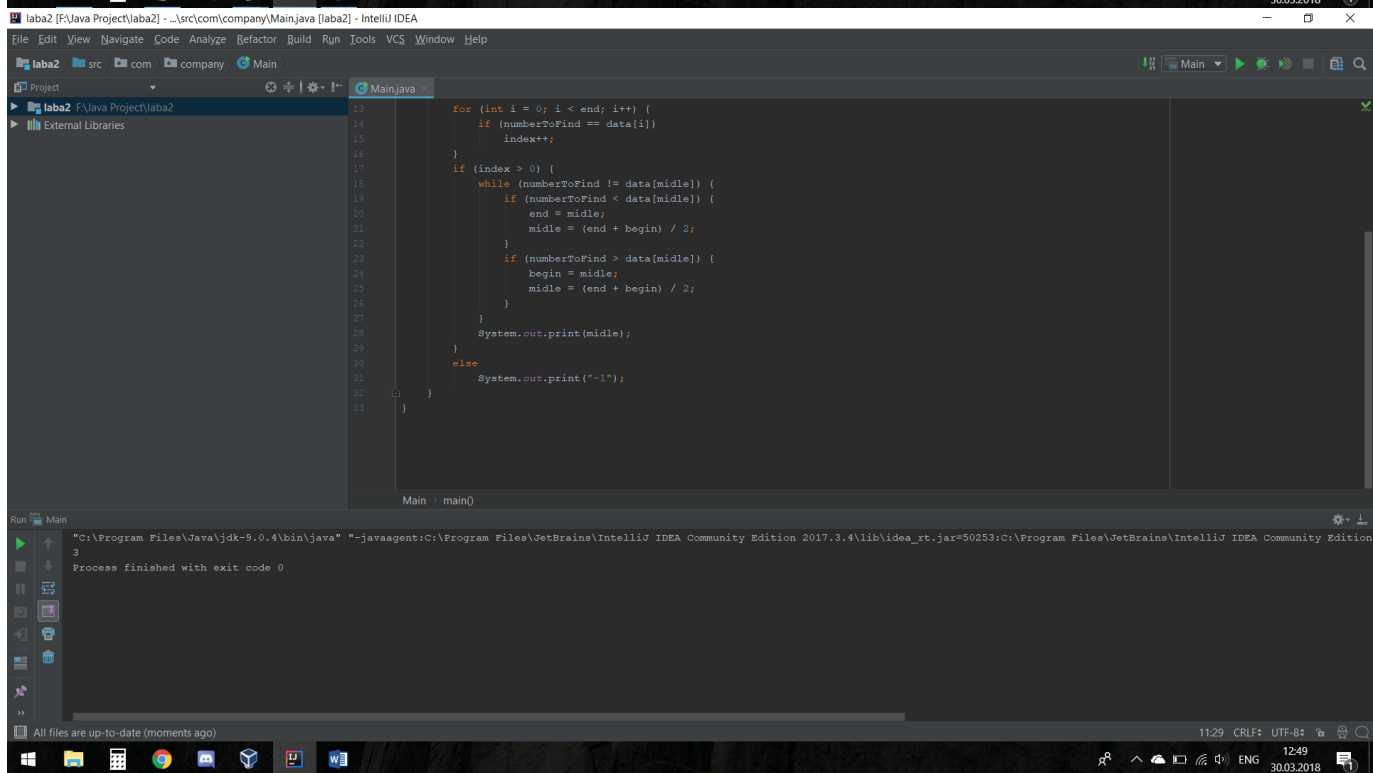 30.03.2018
laba2 [F:\Java Project\laba2] - ...\src\com\company\Main.java [laba2] - IntelliJ IDEA
File Edit View Navigate Code Analyze Refactor Build Run Tools VCS Window Help
laba2 src com company Main
Main
Project
Main.java
laba2 F:\Java Project\laba2
External Libraries
13 for (int i = 0; i < end; i++) {
14 if (numberToFind == data[i])
15 index++;
16 }
17 if (index > 0) {
18 while (numberToFind != data[midle]) {
19 if (numberToFind < data[midle]) {
20 end = midle;
21 midle = (end + begin) / 2;
22 }
23 if (numberToFind > data[midle]) {
24 begin = midle;
25 midle = (end + begin) / 2;
26 }
27 }
28 System.out.print(midle);
29 }
30 else
31 System.out.print("-1");
32 }
33 }
Main main()
Run Main
"C:\Program Files\Java\jdk-9.0.4\bin\java" "-javaagent:C:\Program Files\JetBrains\IntelliJ IDEA Community Edition 2017.3.4\lib\idea_rt.jar=50253:C:\Program Files\JetBrains\IntelliJ IDEA Community Edition
3
Process finished with exit code 0
All files are up-to-date (moments ago)
11:29 CRLF UTF-8
ENG
12:49
30.03.2018
1